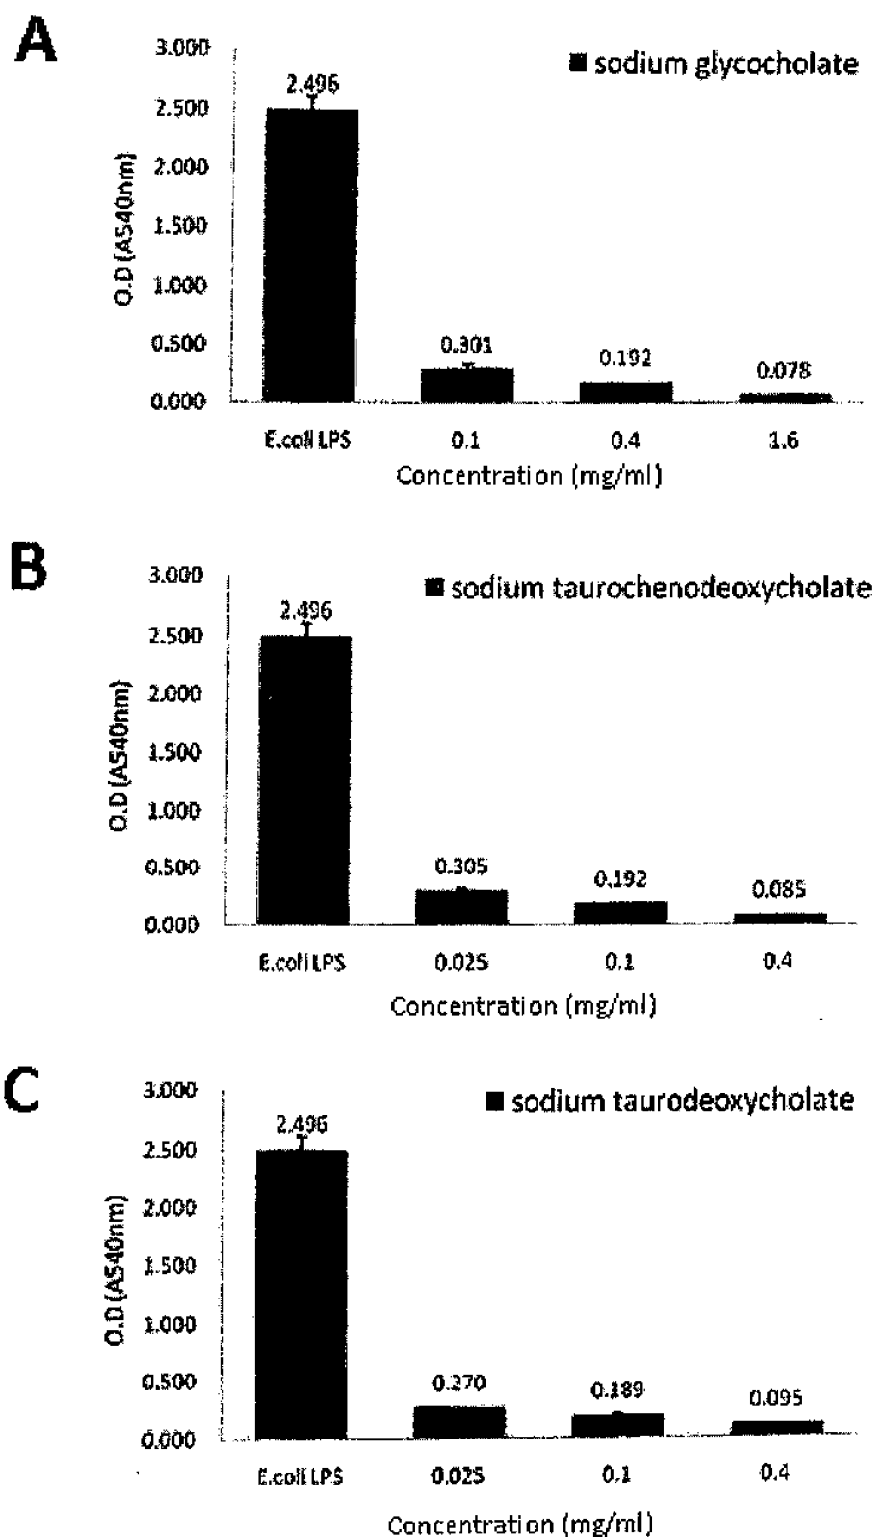 A
sodium glycocholate
3.000
2.500
2.000
1.500
1.000
0.500
0.000
O.D (A540nm)
2.496
0.301
0.192
0.078
E.coli LPS 0.1 0.4 1.6
Concentration (mg/ml)
B
sodium taurochenodeoxycholate
3.000
2.500
2.000
1.500
1.000
0.500
0.000
O.D (A540nm)
2.496
0.305
0.192
0.085
E.coli LPS 0.025 0.1 0.4
Concentration (mg/ml)
C
sodium taurodeoxycholate
3.000
2.500
2.000
1.500
1.000
0.500
0.000
O.D (A540nm)
2.496
0.270
0.189
0.095
E.coli LPS 0.025 0.1 0.4
Concentration (mg/ml)